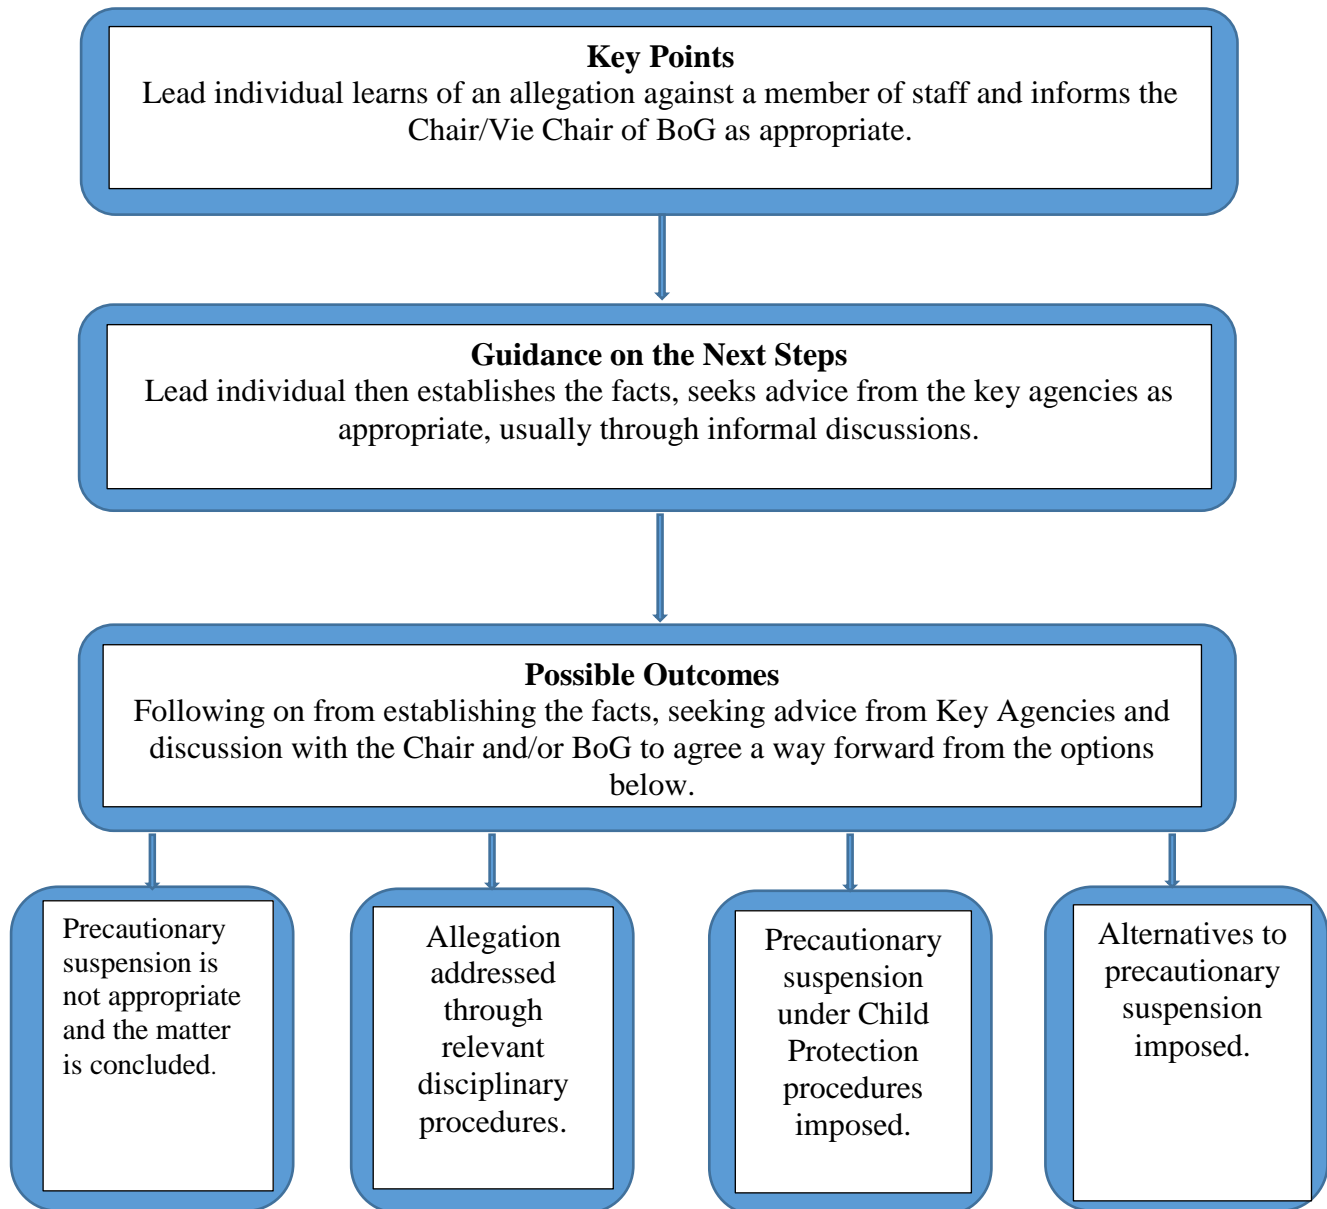 Key Points
Lead individual learns of an allegation against a member of staff and informs the
Chair/Vie Chair of BoG as appropriate.
Guidance on the Next Steps
Lead individual then establishes the facts, seeks advice from the key agencies as
appropriate, usually through informal discussions.
Possible Outcomes
Following on from establishing the facts, seeking advice from Key Agencies and
discussion with the Chair and/or BoG to agree a way forward from the options
below.
Precautionary
suspension is
not appropriate
and the matter
is concluded.
Allegation
addressed
through
relevant
disciplinary
procedures.
Precautionary
suspension
under Child
Protection
procedures
imposed.
Alternatives to
precautionary
suspension
imposed.